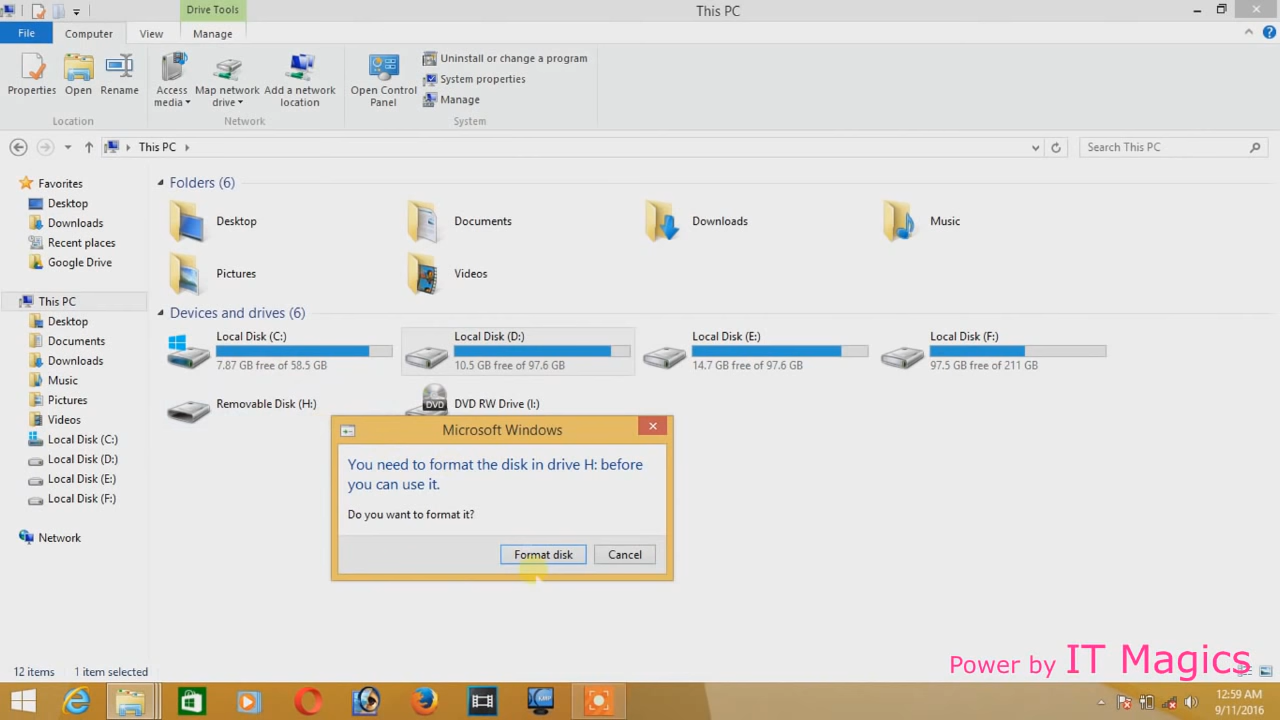 Drive Tools
This PC
File
Computer
View
Manage
Properties
Open
Rename
Access media
Map network drive
Add a network location
Open Control Panel
Uninstall or change a program
System properties
Manage
Location
Network
System
This PC
Search This PC
Favorites
Desktop
Downloads
Recent places
Google Drive
This PC
Desktop
Documents
Downloads
Music
Pictures
Videos
Local Disk (C:)
Local Disk (D:)
Local Disk (E:)
Local Disk (F:)
Network
Folders (6)
Desktop
Documents
Downloads
Music
Pictures
Videos
Devices and drives (6)
Local Disk (C:)
7.87 GB free of 58.5 GB
Local Disk (D:)
10.5 GB free of 97.6 GB
Local Disk (E:)
14.7 GB free of 97.6 GB
Local Disk (F:)
97.5 GB free of 211 GB
Removable Disk (H:)
DVD
DVD RW Drive (I:)
Microsoft Windows
You need to format the disk in drive H: before
you can use it.
Do you want to format it?
Format disk
Cancel
12 items
1 item selected
Power by IT Magics
12:59 AM
9/11/2016